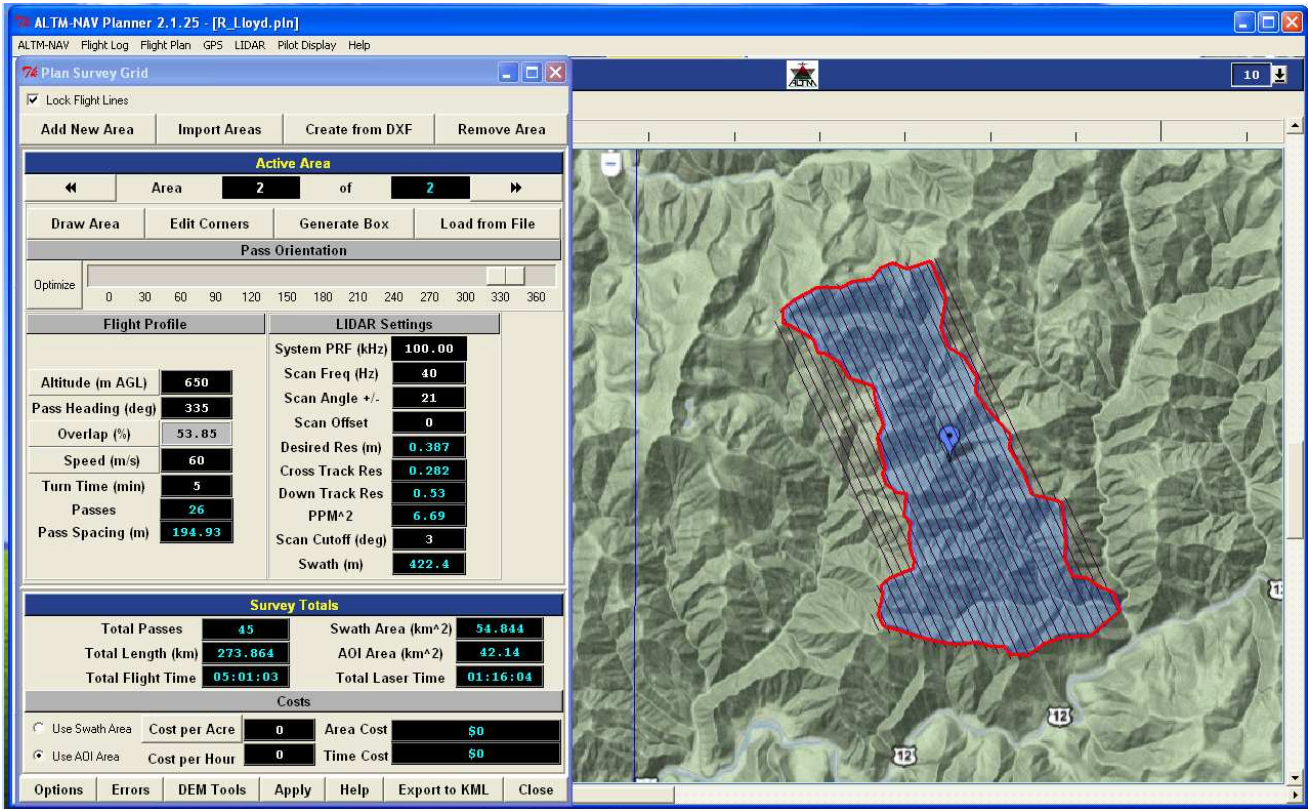 ALTM-NAV Planner 2.1.25 - [R_Lloyd.pln]
ALTM-NAV Flight Log Flight Plan GPS LIDAR Pilot Display Help
Plan Survey Grid
ALTM
10
Lock Flight Lines
Add New Area Import Areas Create from DXF Remove Area
Active Area
Area 2 of 2
Draw Area Edit Corners Generate Box Load from File
Pass Orientation
Optimize
0 30 60 90 120 150 180 210 240 270 300 330 360
Flight Profile
Altitude (m AGL) 650
Pass Heading (deg) 335
Overlap (%) 53.85
Speed (m/s) 60
Turn Time (min) 5
Passes 26
Pass Spacing (m) 194.93
LIDAR Settings
System PRF (kHz) 100.00
Scan Freq (Hz) 40
Scan Angle +/- 21
Scan Offset 0
Desired Res (m) 0.387
Cross Track Res 0.282
Down Track Res 0.53
PPM^2 6.69
Scan Cutoff (deg) 3
Swath (m) 422.4
Survey Totals
Total Passes 45 Swath Area (km^2) 54.844
Total Length (km) 273.864 AOI Area (km^2) 42.14
Total Flight Time 05:01:03 Total Laser Time 01:16:04
Costs
Use Swath Area Cost per Acre 0 Area Cost $0
Use AOI Area Cost per Hour 0 Time Cost $0
Options Errors DEM Tools Apply Help Export to KML Close
12
12